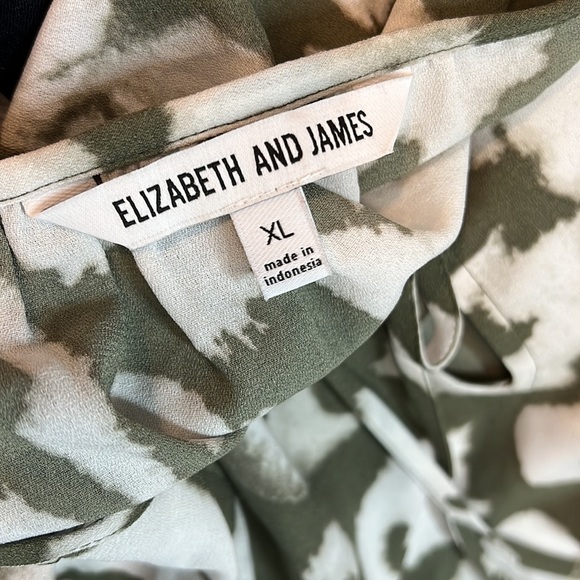 ELIZABETH AND JAMES
XL
made in
indonesia